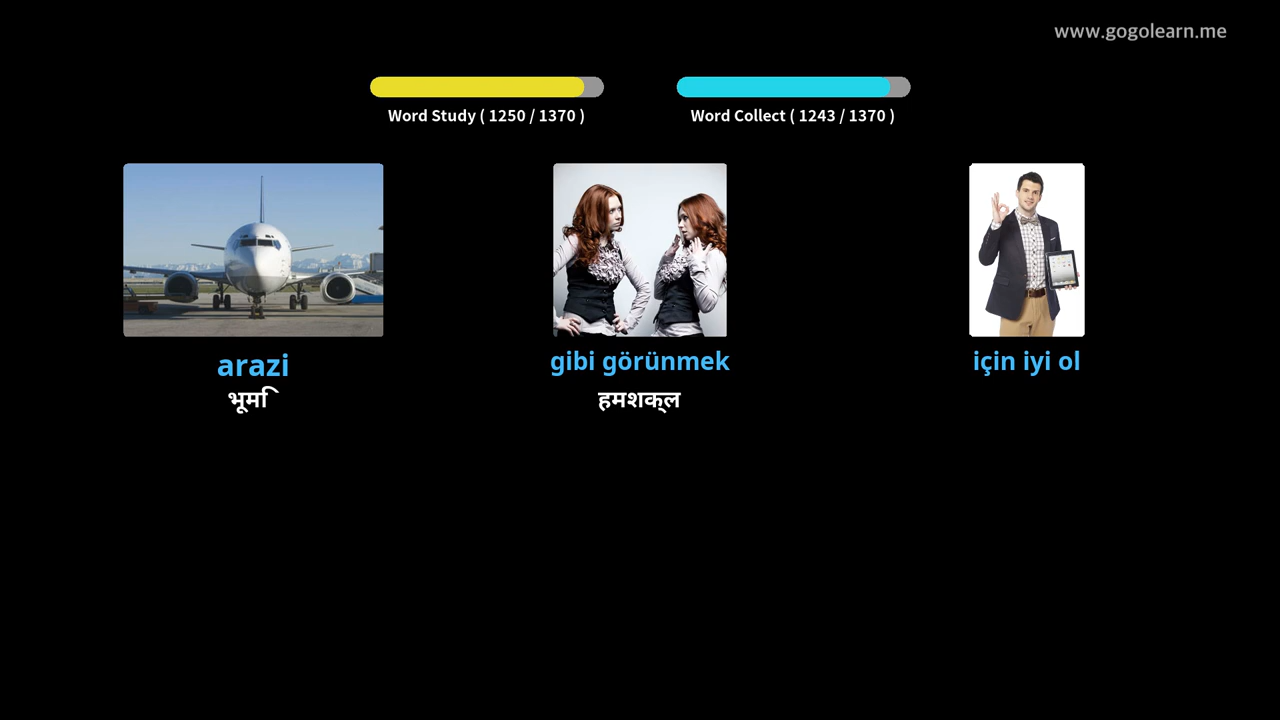 www.gogolearn.me
Word Study ( 1250 / 1370 )
Word Collect ( 1243 / 1370 )
arazi
भूमि
gibi görünmek
हमशक्ल
için iyi ol